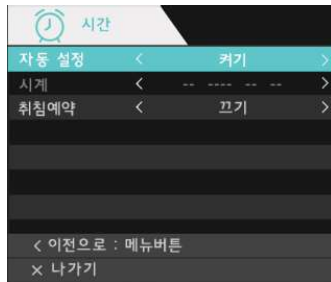 시간
자동 설정 < 켜기 >
시계 < -- ---- -- -- >
취침예약 < 끄기 >
< 이전으로 : 메뉴버튼
× 나가기